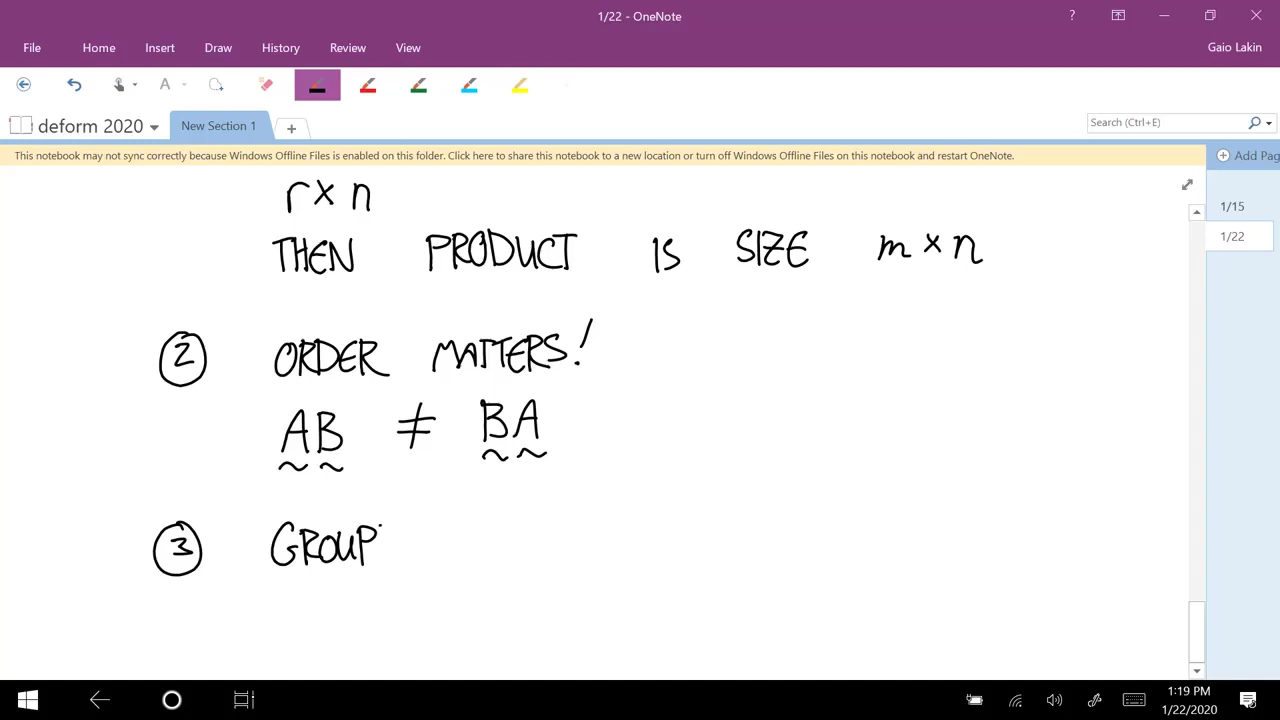 1/22 - OneNote
?
File Home Insert Draw History Review View Gaio Lakin
A
deform 2020 New Section 1 + Search (Ctrl+E)
This notebook may not sync correctly because Windows Offline Files is enabled on this folder. Click here to share this notebook to a new location or turn off Windows Offline Files on this notebook and restart OneNote.
Add Pag
1/15
1/22
r × n
THEN PRODUCT IS SIZE m × n
② ORDER MATTERS!
AB ≠ BA
~ ~ ~ ~
③ GROUP
1:19 PM
1/22/2020